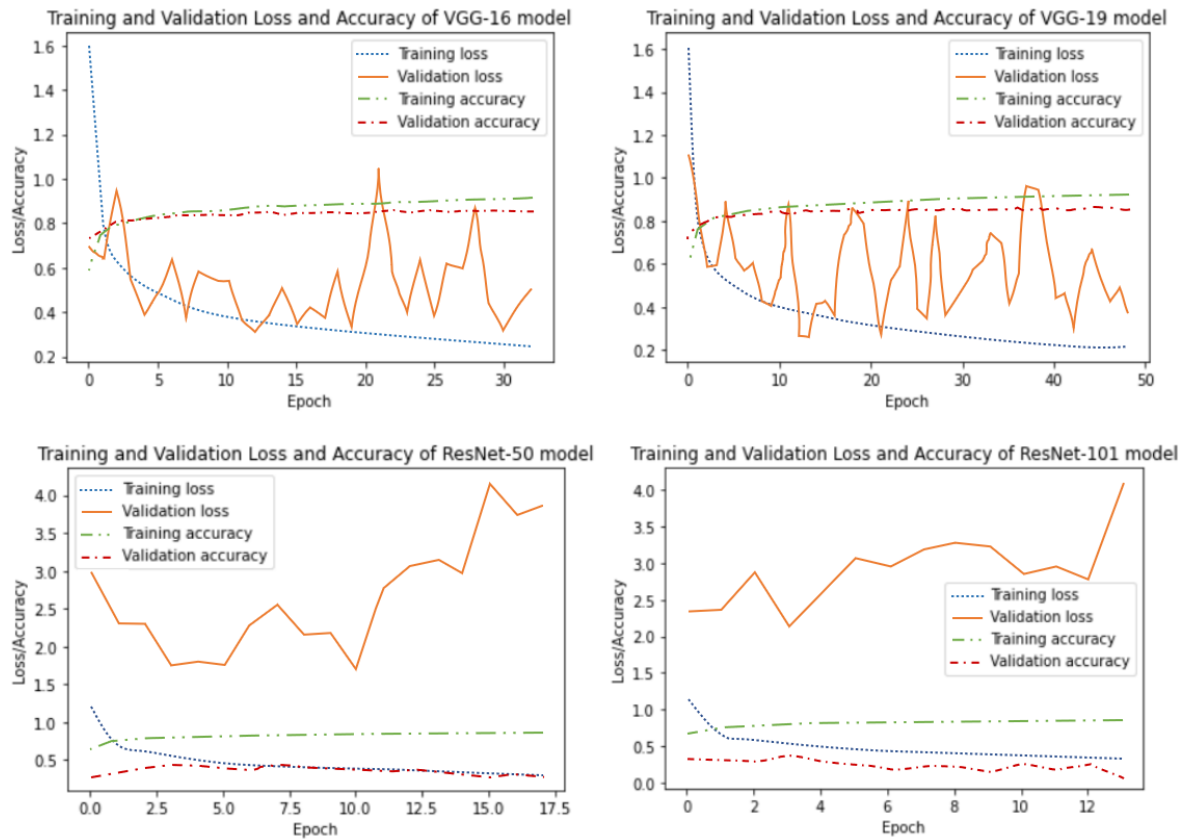 Training and Validation Loss and Accuracy of VGG-16 model
Training loss
Validation loss
Training accuracy
Validation accuracy
Loss/Accuracy
1.6
1.4
1.2
1.0
0.8
0.6
0.4
0.2
0
5
10
15
20
25
30
Epoch
Training and Validation Loss and Accuracy of VGG-19 model
Training loss
Validation loss
Training accuracy
Validation accuracy
Loss/Accuracy
1.6
1.4
1.2
1.0
0.8
0.6
0.4
0.2
0
10
20
30
40
50
Epoch
Training and Validation Loss and Accuracy of ResNet-50 model
Training loss
Validation loss
Training accuracy
Validation accuracy
Loss/Accuracy
4.0
3.5
3.0
2.5
2.0
1.5
1.0
0.5
0.0
2.5
5.0
7.5
10.0
12.5
15.0
17.5
Epoch
Training and Validation Loss and Accuracy of ResNet-101 model
Loss/Accuracy
4.0
3.5
3.0
2.5
2.0
1.5
1.0
0.5
0.0
Training loss
Validation loss
Training accuracy
Validation accuracy
0
2
4
6
8
10
12
Epoch